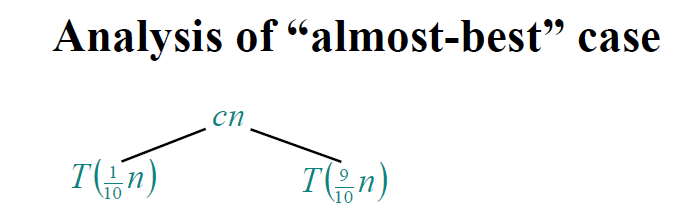 Analysis of “almost-best” case
cn
T(1/10 n) T(9/10 n)